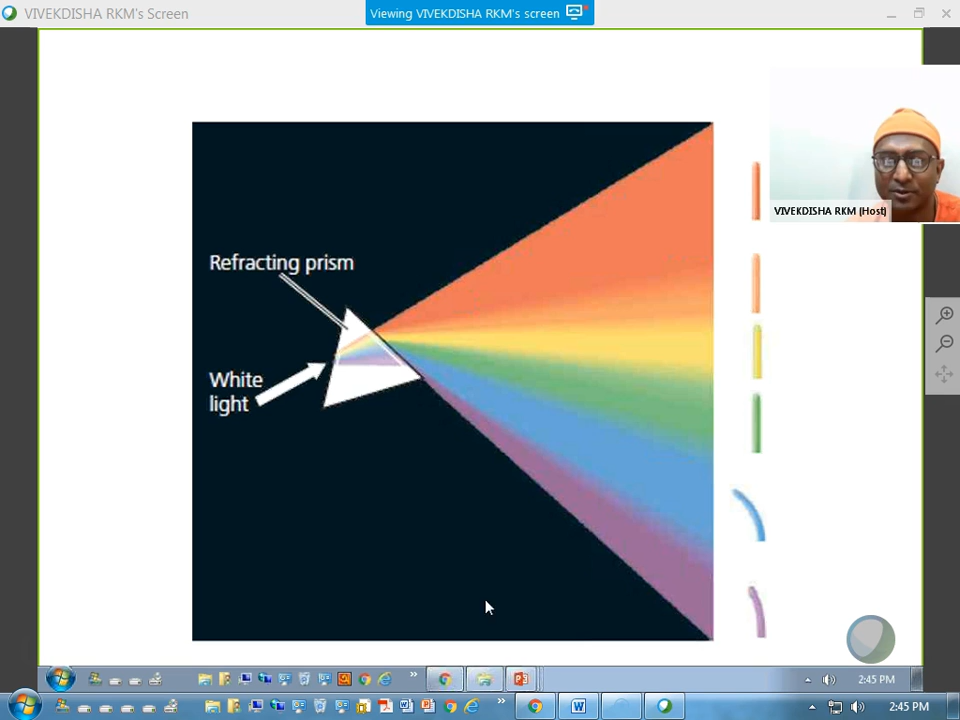 VIVEKDISHA RKM's Screen
Viewing VIVEKDISHA RKM's screen
VIVEKDISHA RKM (Host)
Refracting prism
White
light
2:45 PM
2:45 PM